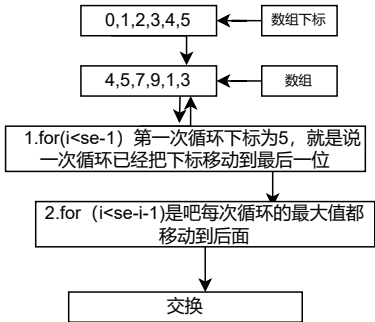 0,1,2,3,4,5
数组下标
4,5,7,9,1,3
数组
1.for(i<se-1）第一次循环下标为5，就是说
一次循环已经把下标移动到最后一位
2.for（i<se-i-1)是吧每次循环的最大值都
移动到后面
交换